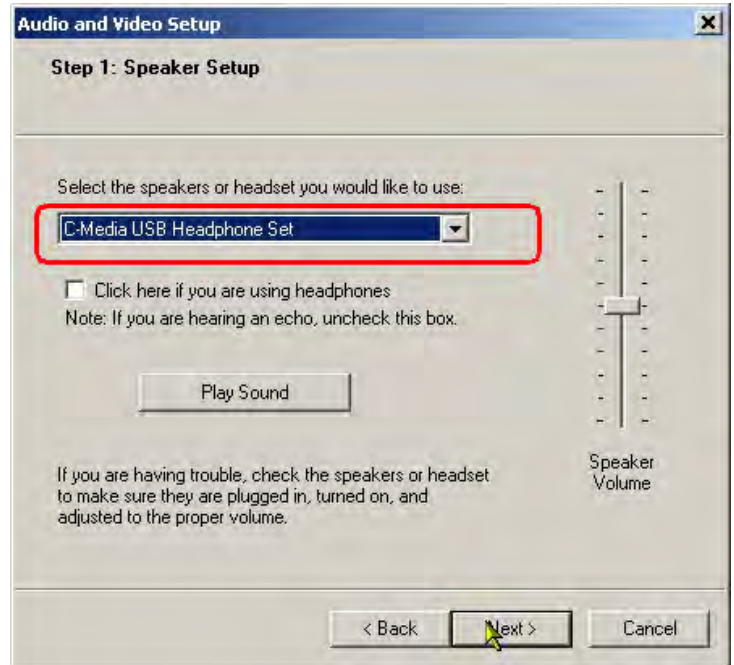 Audio and Video Setup
Step 1: Speaker Setup
Select the speakers or headset you would like to use:
C-Media USB Headphone Set
Click here if you are using headphones
Note: If you are hearing an echo, uncheck this box.
Play Sound
If you are having trouble, check the speakers or headset
to make sure they are plugged in, turned on, and
adjusted to the proper volume.
Speaker
Volume
< Back
Next >
Cancel